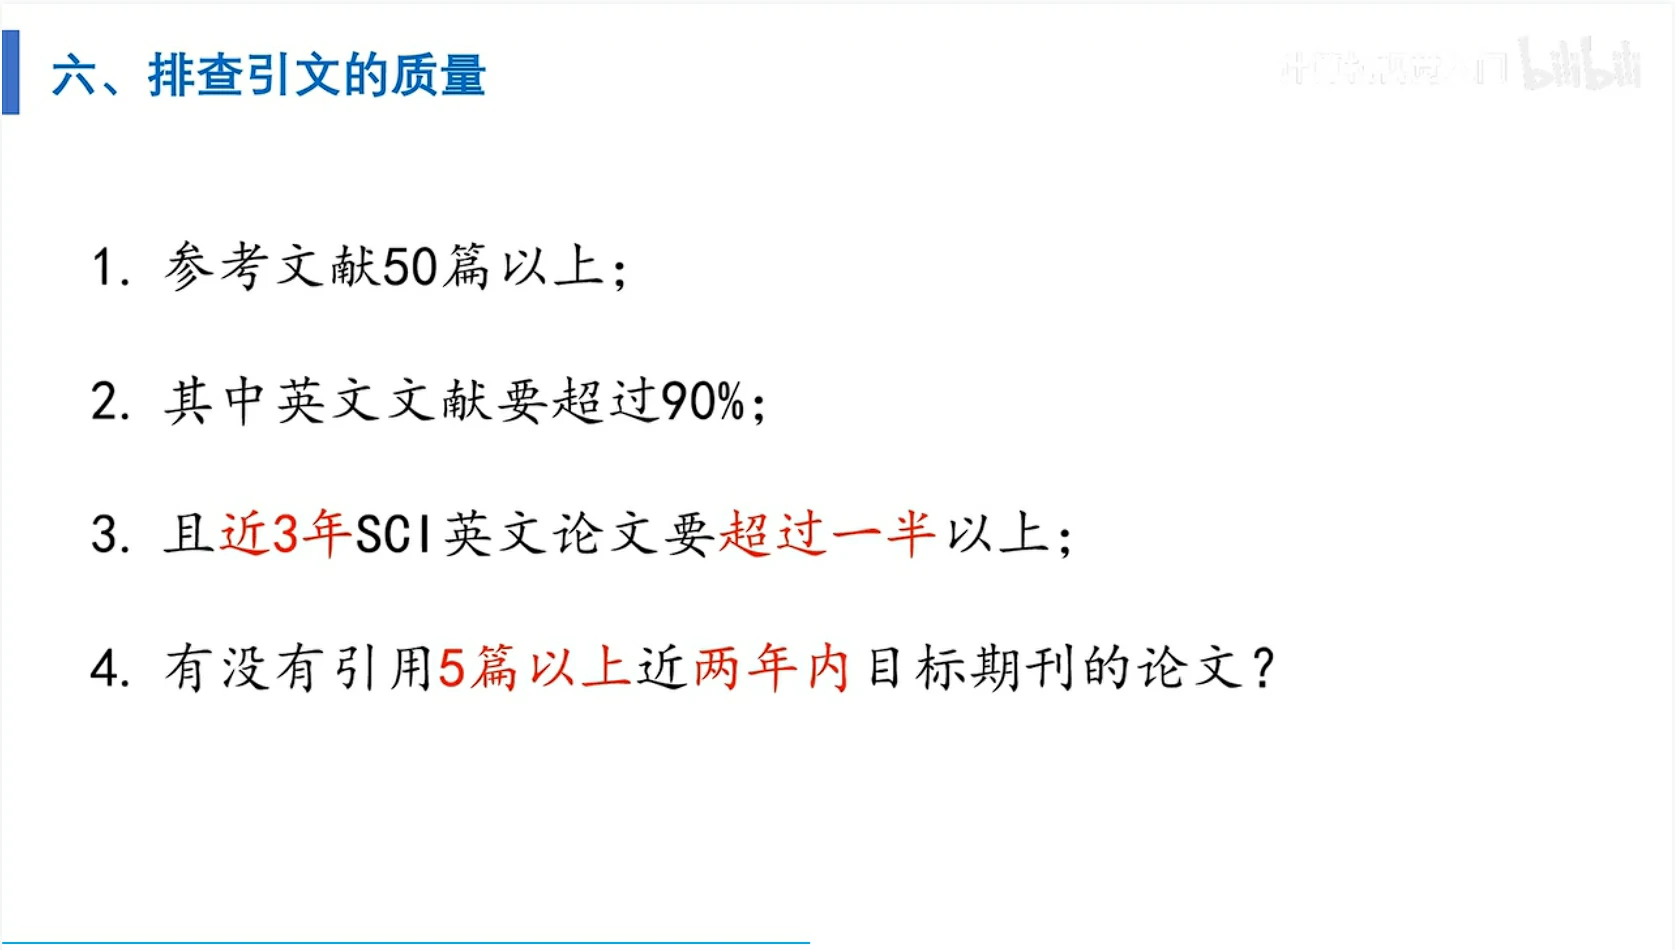 六、排查引文的质量
bilibili
1. 参考文献50篇以上；
2. 其中英文文献要超过90%；
3. 且近3年SCI英文论文要超过一半以上；
4. 有没有引用5篇以上近两年内目标期刊的论文？